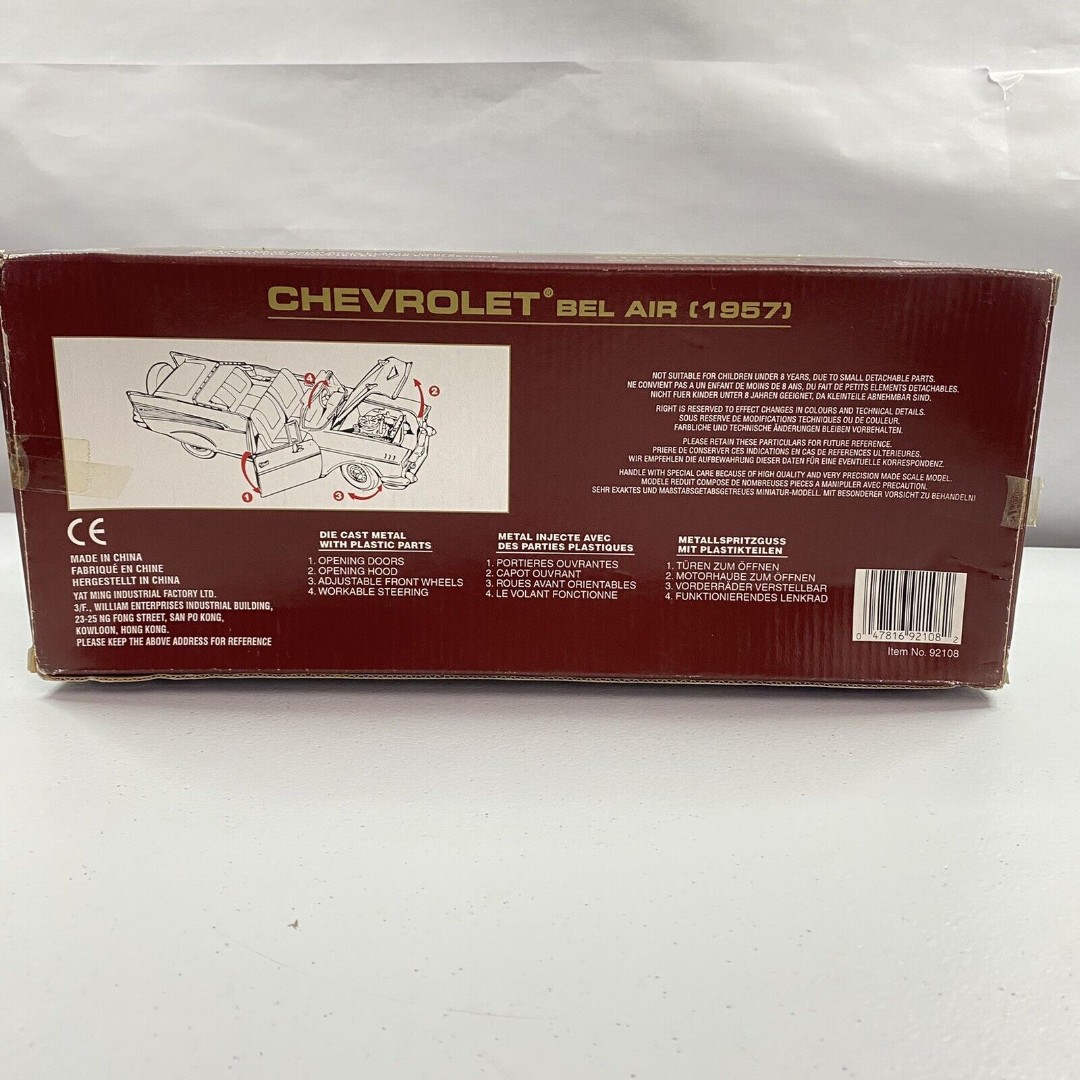 CHEVROLET® BEL AIR (1957)
4
2
1
3
NOT SUITABLE FOR CHILDREN UNDER 8 YEARS, DUE TO SMALL DETACHABLE PARTS.
NE CONVIENT PAS A UN ENFANT DE MOINS DE 8 ANS, DU FAIT DE PETITS ELEMENTS DETACHABLES.
NICHT FUER KINDER UNTER 8 JAHREN GEEIGNET, DA KLEINTEILE ABNEHMBAR SIND.
RIGHT IS RESERVED TO EFFECT CHANGES IN COLOURS AND TECHNICAL DETAILS.
SOUS RESERVE DE MODIFICATIONS TECHNIQUES OU DE COULEUR.
FARBLICHE UND TECHNISCHE ÄNDERUNGEN BLEIBEN VORBEHALTEN.
PLEASE RETAIN THESE PARTICULARS FOR FUTURE REFERENCE.
PRIERE DE CONSERVER CES INDICATIONS EN CAS DE REFERENCES ULTERIEURES.
WIR EMPFEHLEN DIE AUFBEWAHRUNG DIESER DATEN FÜR EINE EVENTUELLE KORRESPONDENZ.
HANDLE WITH SPECIAL CARE BECAUSE OF HIGH QUALITY AND VERY PRECISION MADE SCALE MODEL.
MODELE REDUIT COMPOSE DE NOMBREUSES PIECES A MANIPULER AVEC PRECAUTION.
SEHR EXAKTES UND MABSTABSGETABSGETREUES MINIATUR-MODELL. MIT BESONDERER VORSICHT ZU BEHANDELN!
CE
MADE IN CHINA
FABRIQUÉ EN CHINE
HERGESTELLT IN CHINA
YAT MING INDUSTRIAL FACTORY LTD.
3/F., WILLIAM ENTERPRISES INDUSTRIAL BUILDING,
23-25 NG FONG STREET, SAN PO KONG,
KOWLOON, HONG KONG.
PLEASE KEEP THE ABOVE ADDRESS FOR REFERENCE
DIE CAST METAL
WITH PLASTIC PARTS
1. OPENING DOORS
2. OPENING HOOD
3. ADJUSTABLE FRONT WHEELS
4. WORKABLE STEERING
METAL INJECTE AVEC
DES PARTIES PLASTIQUES
1. PORTIERES OUVRANTES
2. CAPOT OUVRANT
3. ROUES AVANT ORIENTABLES
4. LE VOLANT FONCTIONNE
METALLSPRITZGUSS
MIT PLASTIKTEILEN
1. TÜREN ZUM ÖFFNEN
2. MOTORHAUBE ZUM ÖFFNEN
3. VORDERRÄDER VERSTELLBAR
4. FUNKTIONIERENDES LENKRAD
0 47816 92108 2
Item No. 92108